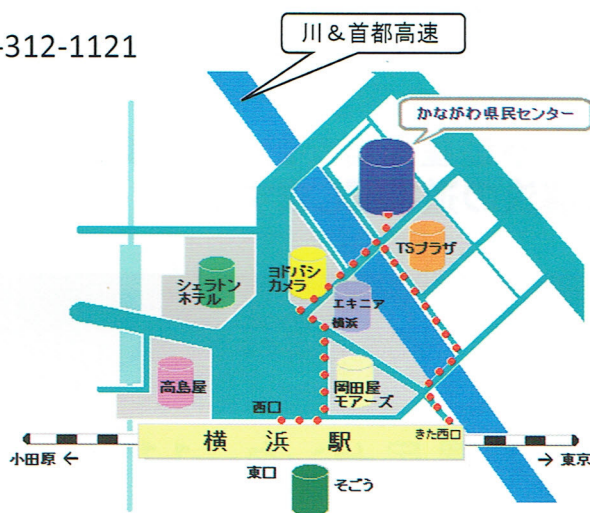 -312-1121
川&首都高速
かながわ県民センター
TSプラザ
ヨドバシ
カメラ
シェラトン
ホテル
エキニア
横浜
高島屋
岡田屋
モアーズ
西口
きた西口
横 浜 駅
小田原 ←
→ 東京
東口
そごう